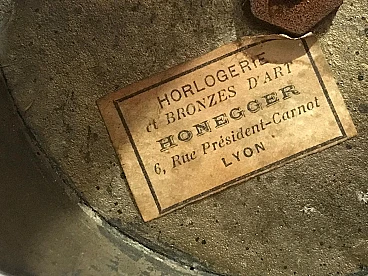 HORLOGERIE
et BRONZES D'ART
HONEGGER
6, Rue Président-Carnot
LYON.